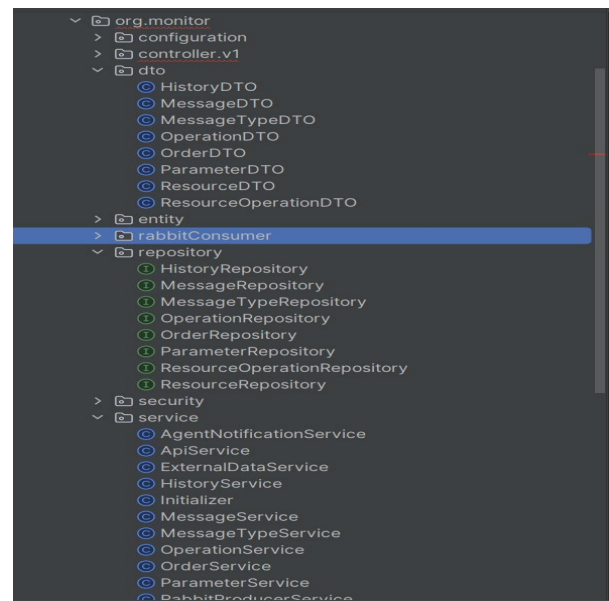 org.monitor
configuration
controller.v1
dto
HistoryDTO
MessageDTO
MessageTypeDTO
OperationDTO
OrderDTO
ParameterDTO
ResourceDTO
ResourceOperationDTO
entity
rabbitConsumer
repository
HistoryRepository
MessageRepository
MessageTypeRepository
OperationRepository
OrderRepository
ParameterRepository
ResourceOperationRepository
ResourceRepository
security
service
AgentNotificationService
ApiService
ExternalDataService
HistoryService
Initializer
MessageService
MessageTypeService
OperationService
OrderService
ParameterService
RabbitProducerService